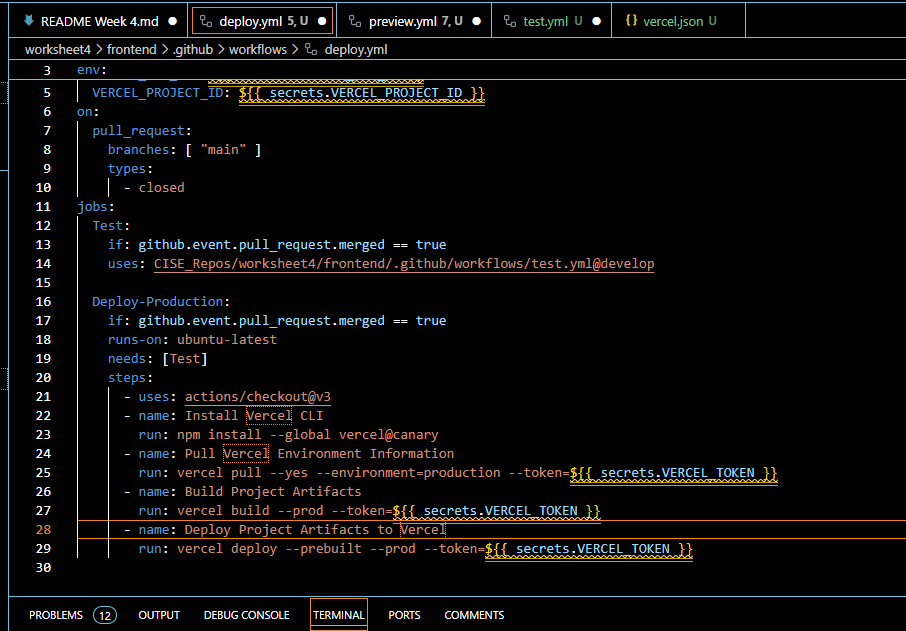 README Week 4.md ● deploy.yml 5, U ● preview.yml 7, U ● test.yml U ● {} vercel.json U
worksheet4 > frontend > .github > workflows > deploy.yml
3 env:
5 VERCEL_PROJECT_ID: ${{ secrets.VERCEL_PROJECT_ID }}
6 on:
7 pull_request:
8 branches: [ "main" ]
9 types:
10 - closed
11 jobs:
12 Test:
13 if: github.event.pull_request.merged == true
14 uses: CISE_Repos/worksheet4/frontend/.github/workflows/test.yml@develop
15
16 Deploy-Production:
17 if: github.event.pull_request.merged == true
18 runs-on: ubuntu-latest
19 needs: [Test]
20 steps:
21 - uses: actions/checkout@v3
22 - name: Install Vercel CLI
23 run: npm install --global vercel@canary
24 - name: Pull Vercel Environment Information
25 run: vercel pull --yes --environment=production --token=${{ secrets.VERCEL_TOKEN }}
26 - name: Build Project Artifacts
27 run: vercel build --prod --token=${{ secrets.VERCEL_TOKEN }}
28 - name: Deploy Project Artifacts to Vercel
29 run: vercel deploy --prebuilt --prod --token=${{ secrets.VERCEL_TOKEN }}
30
PROBLEMS 12 OUTPUT DEBUG CONSOLE TERMINAL PORTS COMMENTS